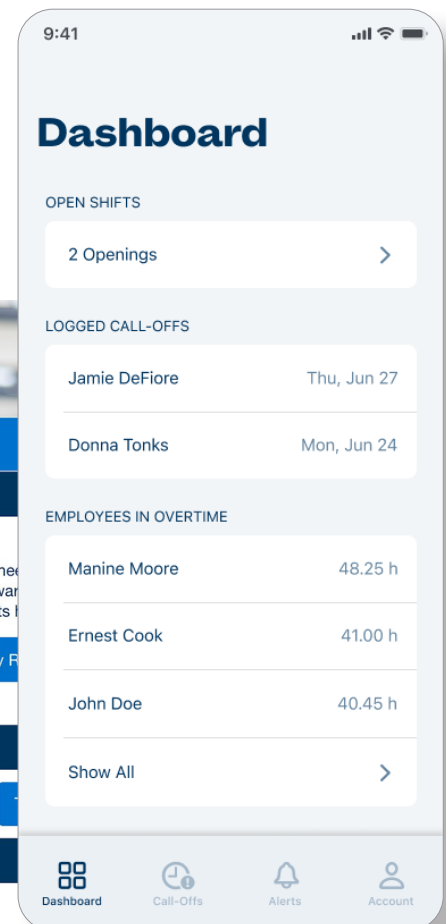 9:41
Dashboard
OPEN SHIFTS
2 Openings
LOGGED CALL-OFFS
Jamie DeFiore Thu, Jun 27
Donna Tonks Mon, Jun 24
EMPLOYEES IN OVERTIME
Manine Moore 48.25 h
Ernest Cook 41.00 h
John Doe 40.45 h
Show All
Dashboard Call-Offs Alerts Account